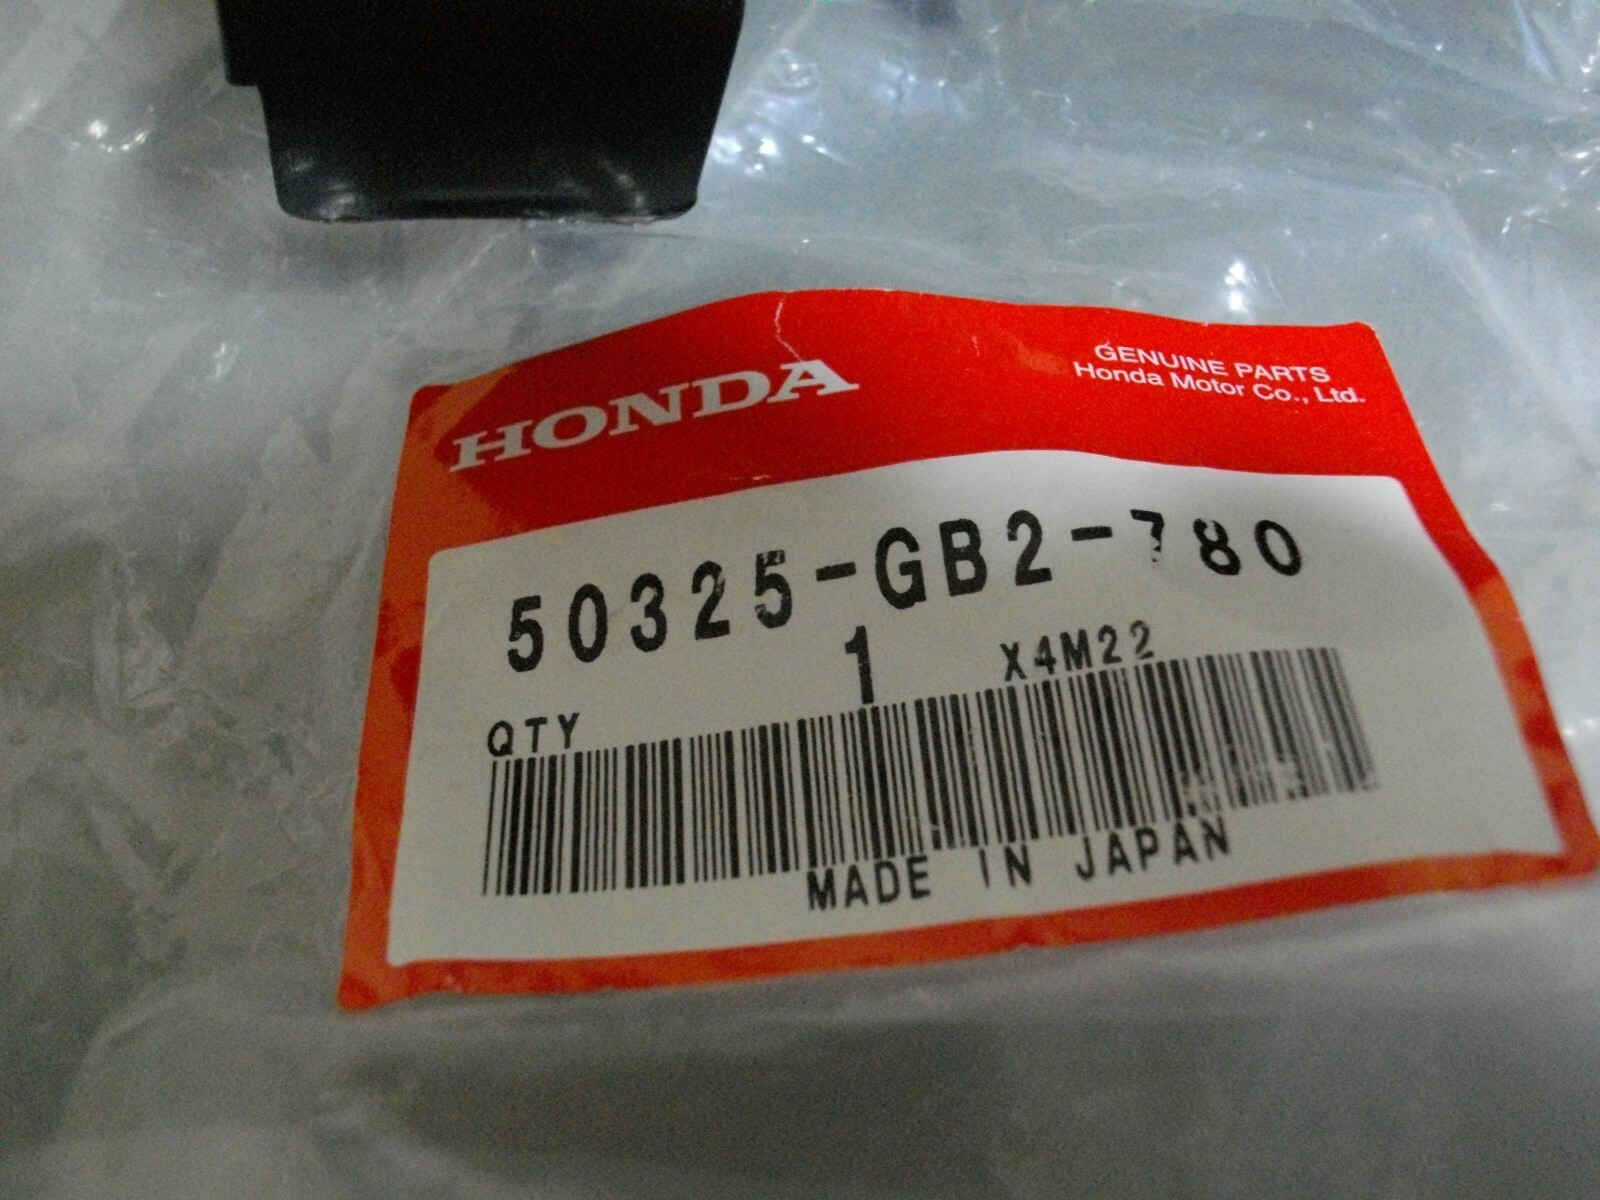 HONDA
GENUINE PARTS
Honda Motor Co., Ltd.
50325-GB2-780
1
X4M22
QTY
MADE IN JAPAN